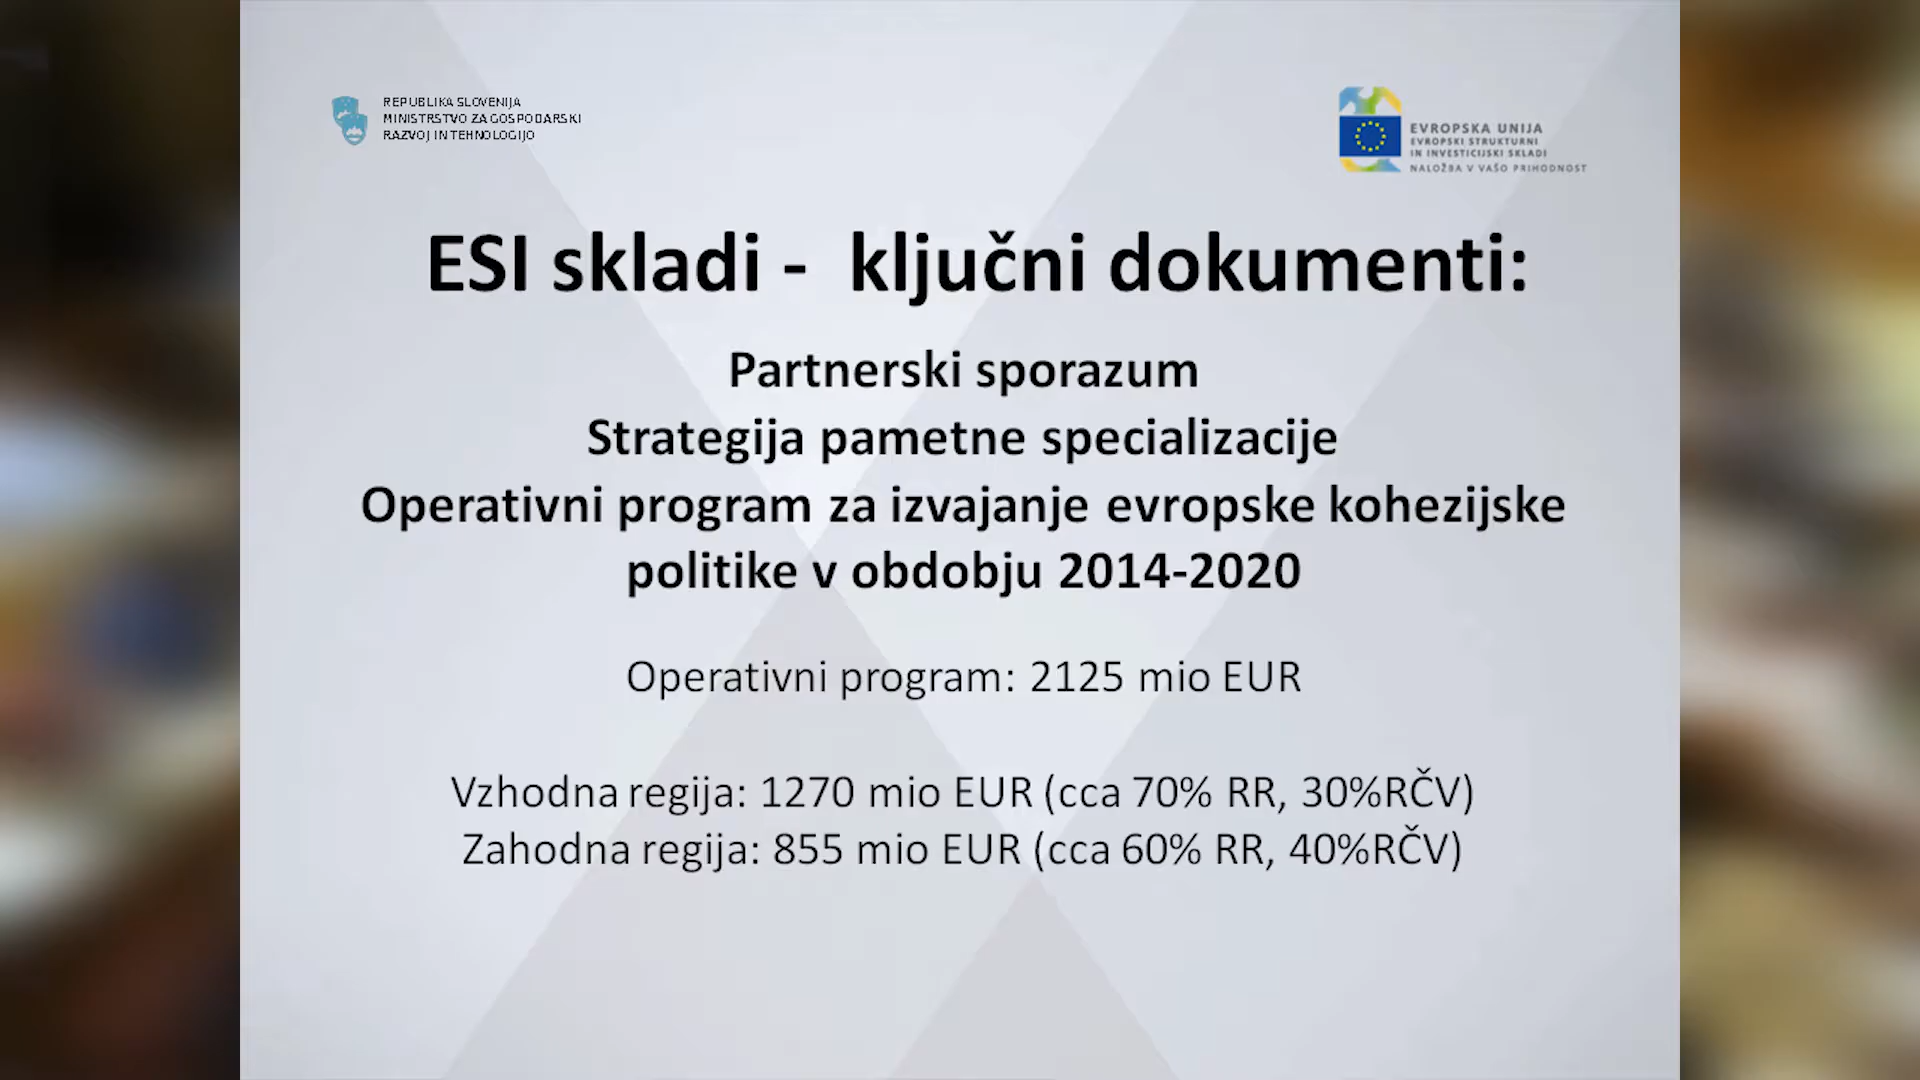 REPUBLIKA SLOVENIJA
MINISTRSTVO ZA GOSPODARSKI
RAZVOJ IN TEHNOLOGIJO
EVROPSKA UNIJA
EVROPSKI STRUKTURNI
IN INVESTICIJSKI SKLADI
NALOŽBA V VAŠO PRIHODNOST
ESI skladi - ključni dokumenti:
Partnerski sporazum
Strategija pametne specializacije
Operativni program za izvajanje evropske kohezijske
politike v obdobju 2014-2020
Operativni program: 2125 mio EUR
Vzhodna regija: 1270 mio EUR (cca 70% RR, 30%RČV)
Zahodna regija: 855 mio EUR (cca 60% RR, 40%RČV)